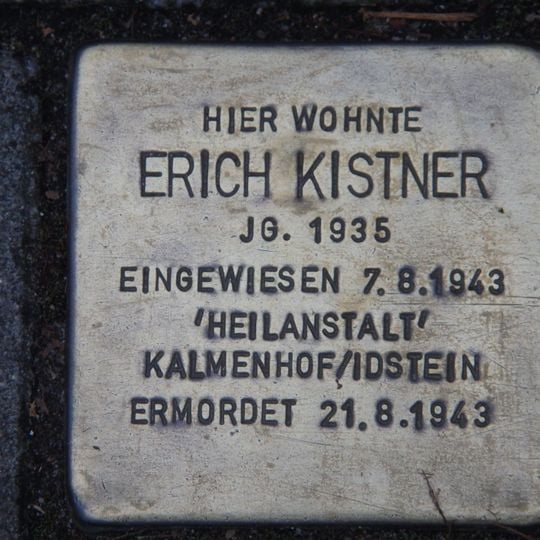 HIER WOHNTE
ERICH KISTNER
JG. 1935
EINGEWIESEN 7.8.1943
'HEILANSTALT'
KALMENHOF/IDSTEIN
ERMORDET 21.8.1943